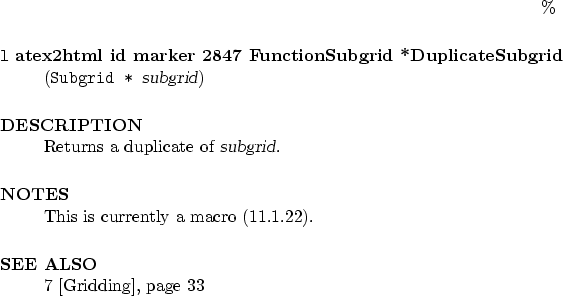 %
1 atex2html id marker 2847 FunctionSubgrid *DuplicateSubgrid
(Subgrid * subgrid)
DESCRIPTION
Returns a duplicate of subgrid.
NOTES
This is currently a macro (11.1.22).
SEE ALSO
7 [Gridding], page 33